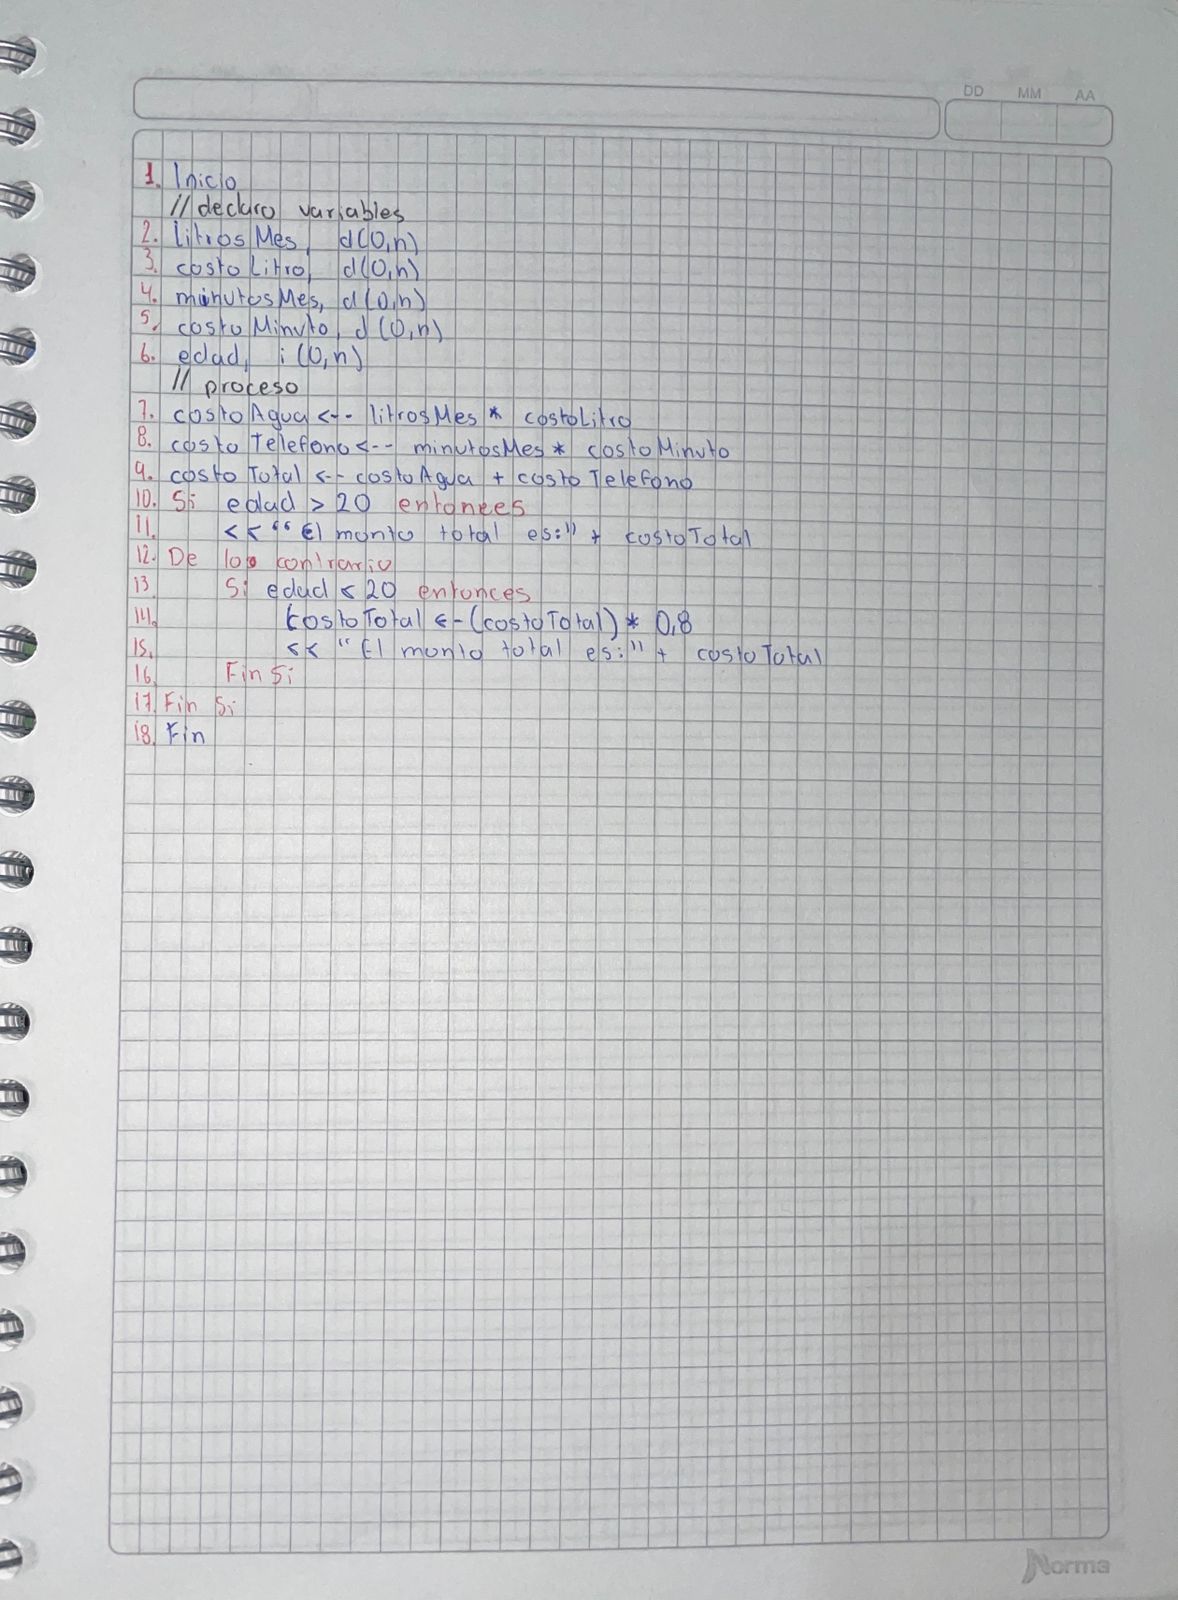 DD MM AA
1. Inicio
// declaro variables
2. litrosMes, d(0,n)
3. costoLitro, d(0,n)
4. minutosMes, d(0,n)
5. costoMinuto, d(0,n)
6. edad, i(0,n)
// proceso
7. costoAgua <-- litrosMes * costoLitro
8. costoTelefono <-- minutosMes * costoMinuto
9. costoTotal <-- costoAgua + costoTelefono
10. Si edad > 20 entonces
11. << "El monto total es:" + costoTotal
12. De lo contrario
13 Si edad < 20 entonces
14. costoTotal <- (costoTotal) * 0,8
15. << "El monto total es:" + costoTotal
16. Fin Si
17. Fin Si
18. Fin
Norma